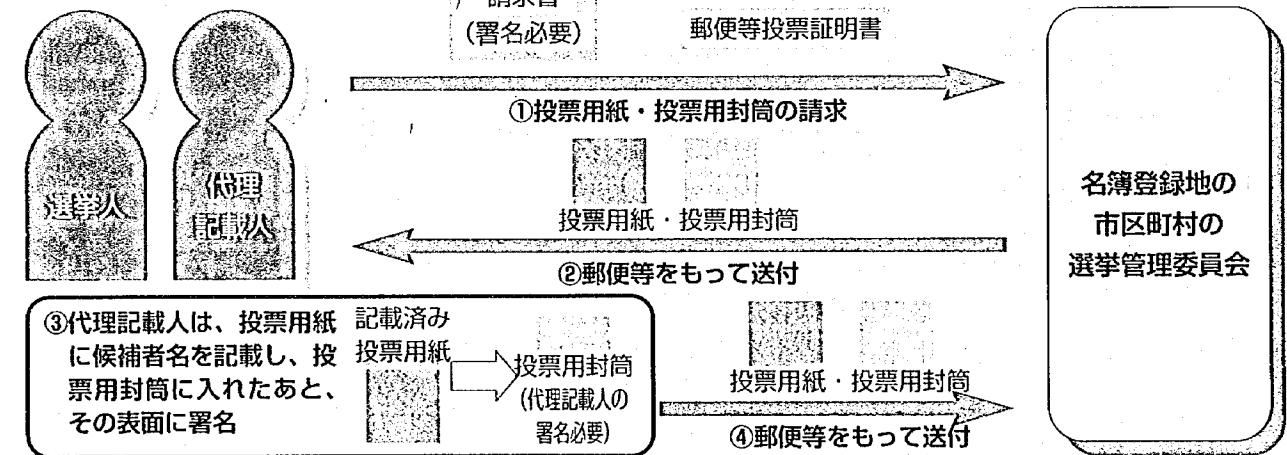 請求書
(署名必要)
郵便等投票証明書
①投票用紙・投票用封筒の請求
選挙人
代理
記載人
投票用紙・投票用封筒
②郵便等をもって送付
名簿登録地の
市区町村の
選挙管理委員会
③代理記載人は、投票用紙
に候補者名を記載し、投
票用封筒に入れたあと、
その表面に署名
記載済み
投票用紙
投票用封筒
(代理記載人の
署名必要)
投票用紙・投票用封筒
④郵便等をもって送付